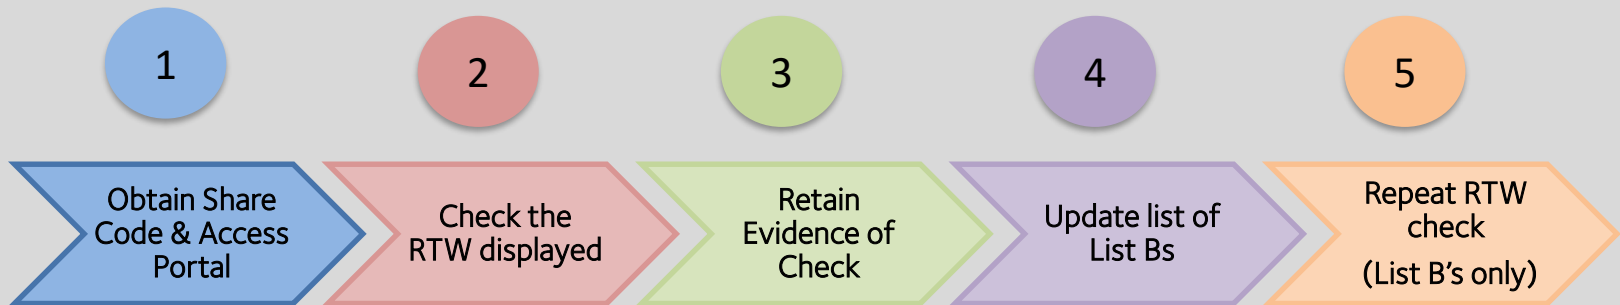 1
2
3
4
5
Obtain Share
Code & Access
Portal
Check the
RTW displayed
Retain
Evidence of
Check
Update list of
List Bs
Repeat RTW
check
(List B’s only)